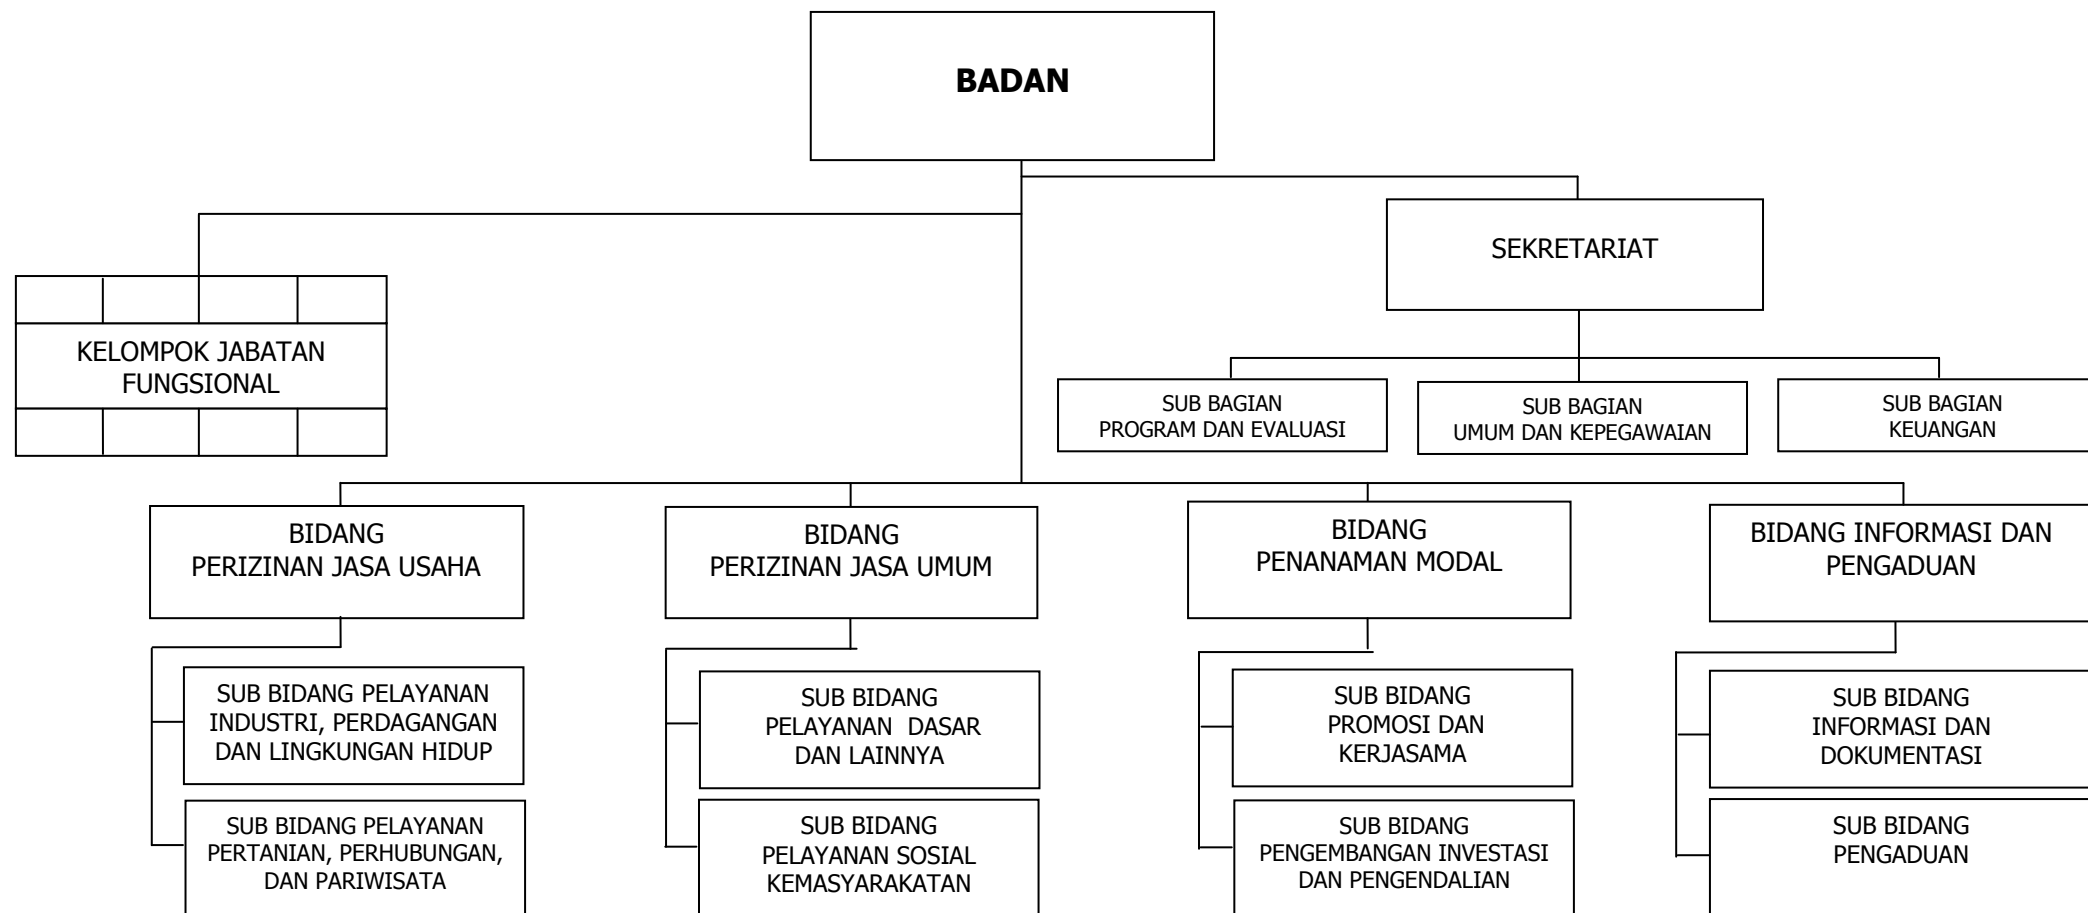 BADAN
SEKRETARIAT
KELOMPOK JABATAN
FUNGSIONAL
SUB BAGIAN
PROGRAM DAN EVALUASI
SUB BAGIAN
UMUM DAN KEPEGAWAIAN
SUB BAGIAN
KEUANGAN
BIDANG
PERIZINAN JASA USAHA
BIDANG
PERIZINAN JASA UMUM
BIDANG
PENANAMAN MODAL
BIDANG INFORMASI DAN
PENGADUAN
SUB BIDANG PELAYANAN
INDUSTRI, PERDAGANGAN
DAN LINGKUNGAN HIDUP
SUB BIDANG
PELAYANAN  DASAR
DAN LAINNYA
SUB BIDANG
PROMOSI DAN
KERJASAMA
SUB BIDANG
INFORMASI DAN
DOKUMENTASI
SUB BIDANG PELAYANAN
PERTANIAN, PERHUBUNGAN,
DAN PARIWISATA
SUB BIDANG
PELAYANAN SOSIAL
KEMASYARAKATAN
SUB BIDANG
PENGEMBANGAN INVESTASI
DAN PENGENDALIAN
SUB BIDANG
PENGADUAN